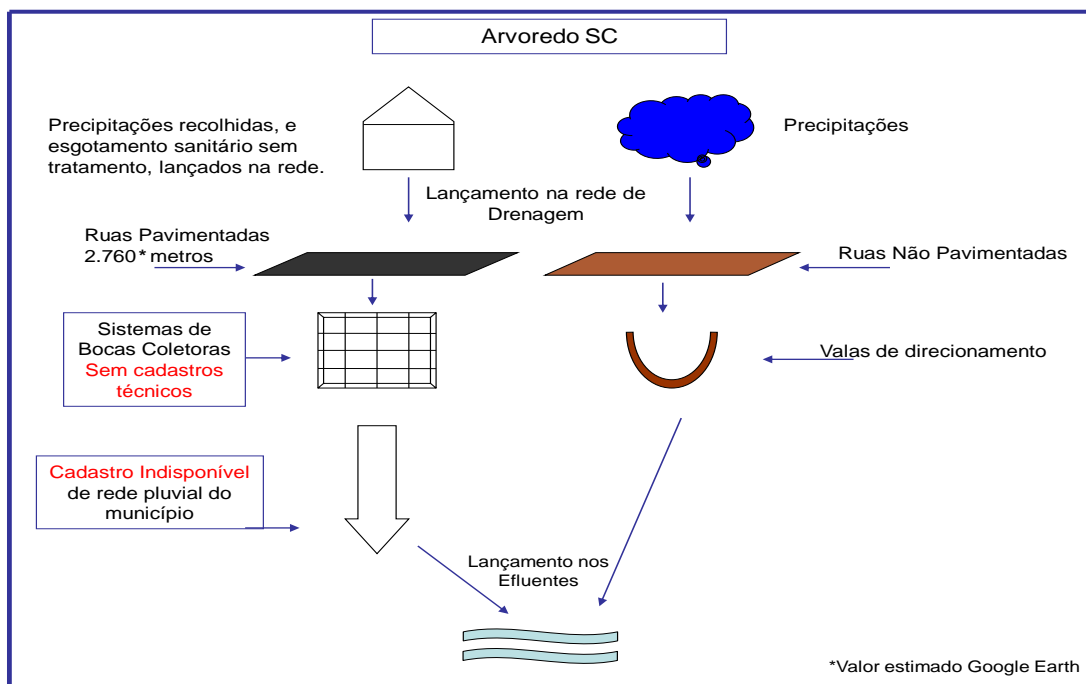 Arvoredo SC
Precipitações recolhidas, e
esgotamento sanitário sem
tratamento, lançados na rede.
Precipitações
Lançamento na rede de
Drenagem
Ruas Pavimentadas
2.760* metros
Ruas Não Pavimentadas
Sistemas de
Bocas Coletoras
Sem cadastros
técnicos
Valas de direcionamento
Cadastro Indisponível
de rede pluvial do
município
Lançamento nos
Efluentes
*Valor estimado Google Earth